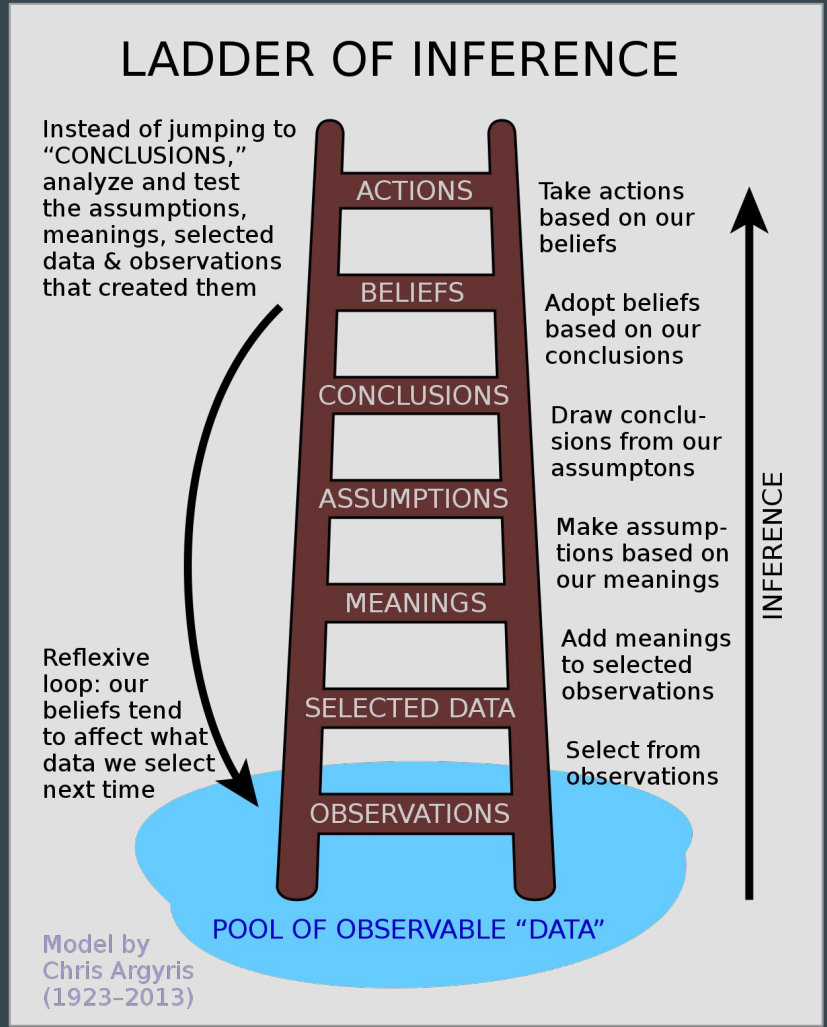 LADDER OF INFERENCE
Instead of jumping to
“CONCLUSIONS,”
analyze and test
the assumptions,
meanings, selected
data & observations
that created them
ACTIONS
Take actions
based on our
beliefs
BELIEFS
Adopt beliefs
based on our
conclusions
CONCLUSIONS
Draw conclu-
sions from our
assumptons
ASSUMPTIONS
Make assump-
tions based on
our meanings
MEANINGS
Add meanings
to selected
observations
SELECTED DATA
Select from
observations
OBSERVATIONS
INFERENCE
Reflexive
loop: our
beliefs tend
to affect what
data we select
next time
POOL OF OBSERVABLE “DATA”
Model by
Chris Argyris
(1923–2013)